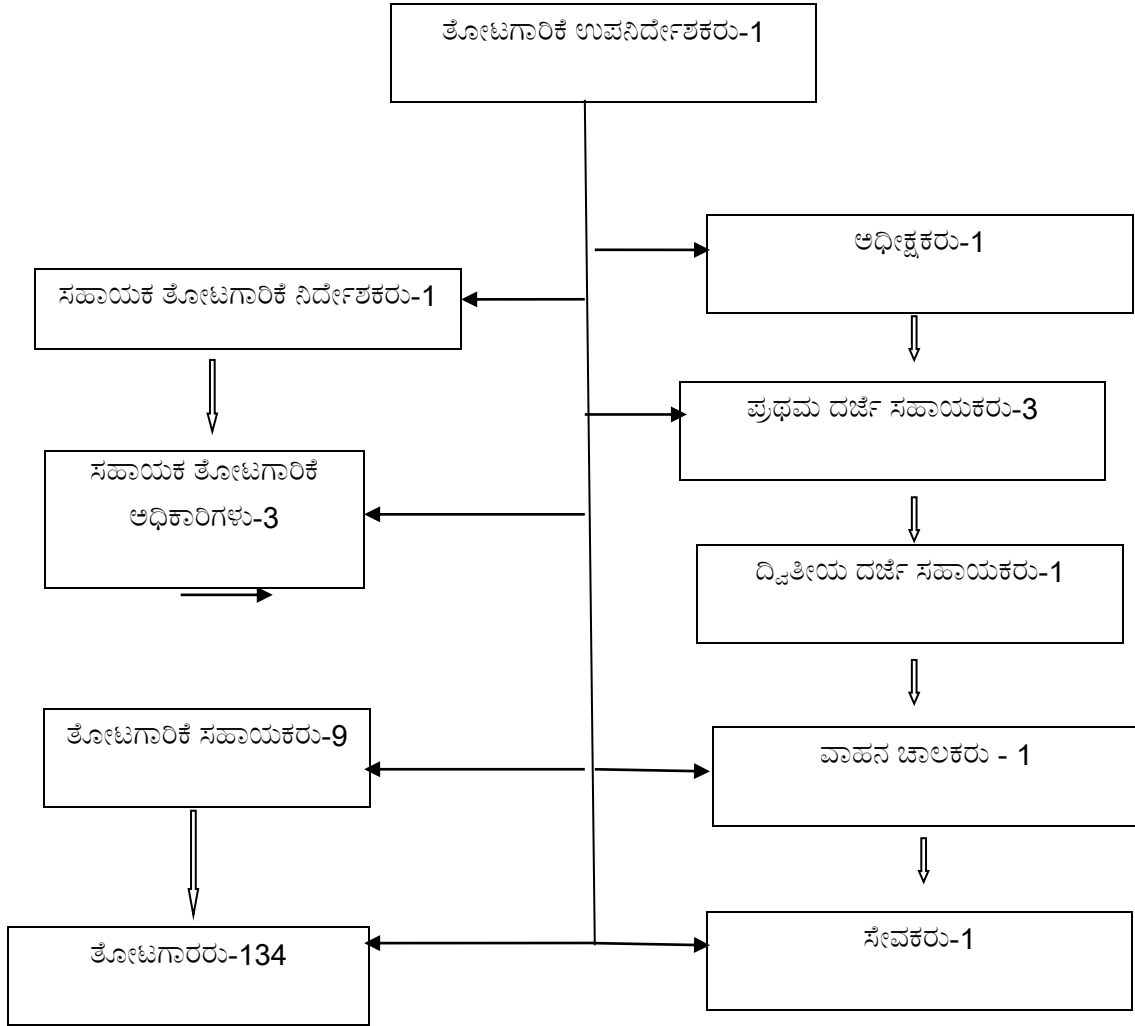 ತೋಟಗಾರಿಕೆ ಉಪನಿರ್ದೇಶಕರು-1
ಅಧೀಕ್ಷಕರು-1
ಸಹಾಯಕ ತೋಟಗಾರಿಕೆ ನಿರ್ದೇಶಕರು-1
ಪ್ರಥಮ ದರ್ಜೆ ಸಹಾಯಕರು-3
ಸಹಾಯಕ ತೋಟಗಾರಿಕೆ
ಅಧಿಕಾರಿಗಳು-3
ದ್ವಿತೀಯ ದರ್ಜೆ ಸಹಾಯಕರು-1
ತೋಟಗಾರಿಕೆ ಸಹಾಯಕರು-9
ವಾಹನ ಚಾಲಕರು - 1
ತೋಟಗಾರರು-134
ಸೇವಕರು-1